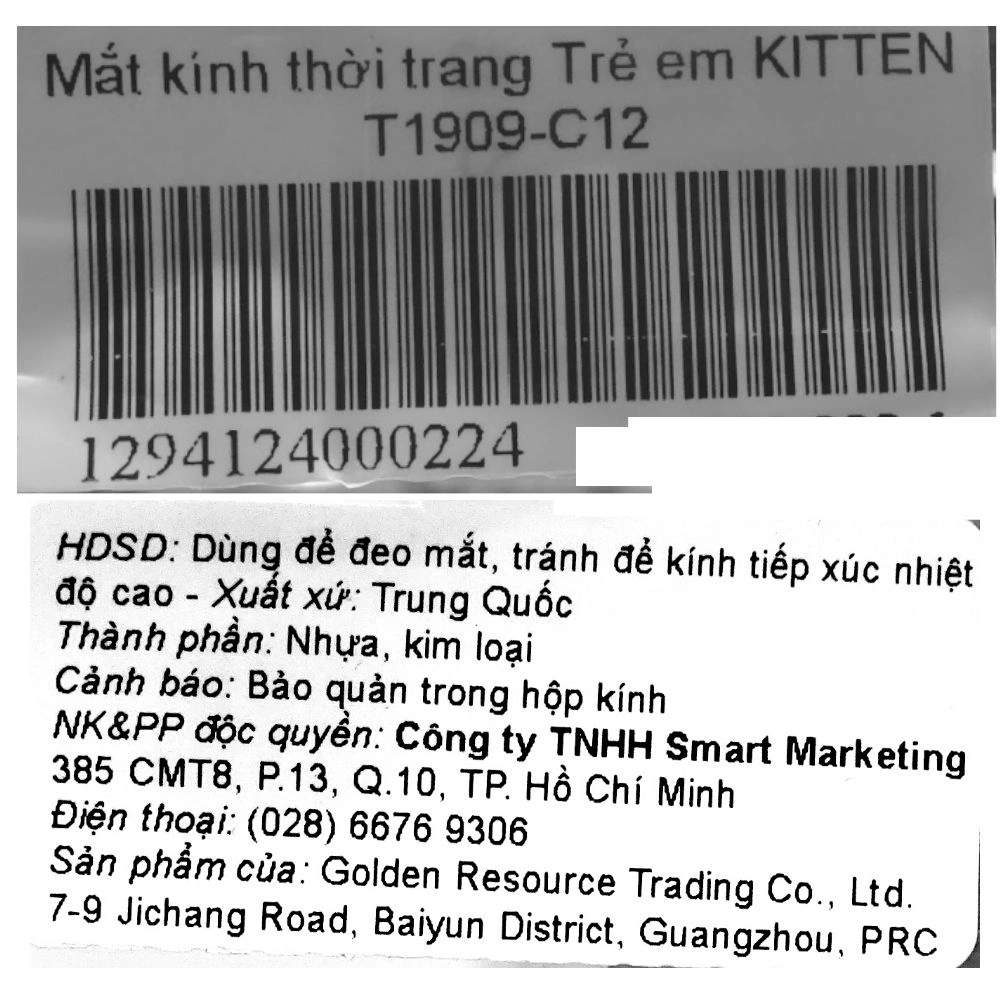 Mắt kính thời trang Trẻ em KITTEN
T1909-C12
1294124000224
HDSD: Dùng để đeo mắt, tránh để kính tiếp xúc nhiệt
độ cao - Xuất xứ: Trung Quốc
Thành phần: Nhựa, kim loại
Cảnh báo: Bảo quản trong hộp kính
NK&PP độc quyền: Công ty TNHH Smart Marketing
385 CMT8, P.13, Q.10, TP. Hồ Chí Minh
Điện thoại: (028) 6676 9306
Sản phẩm của: Golden Resource Trading Co., Ltd.
7-9 Jichang Road, Baiyun District, Guangzhou, PRC